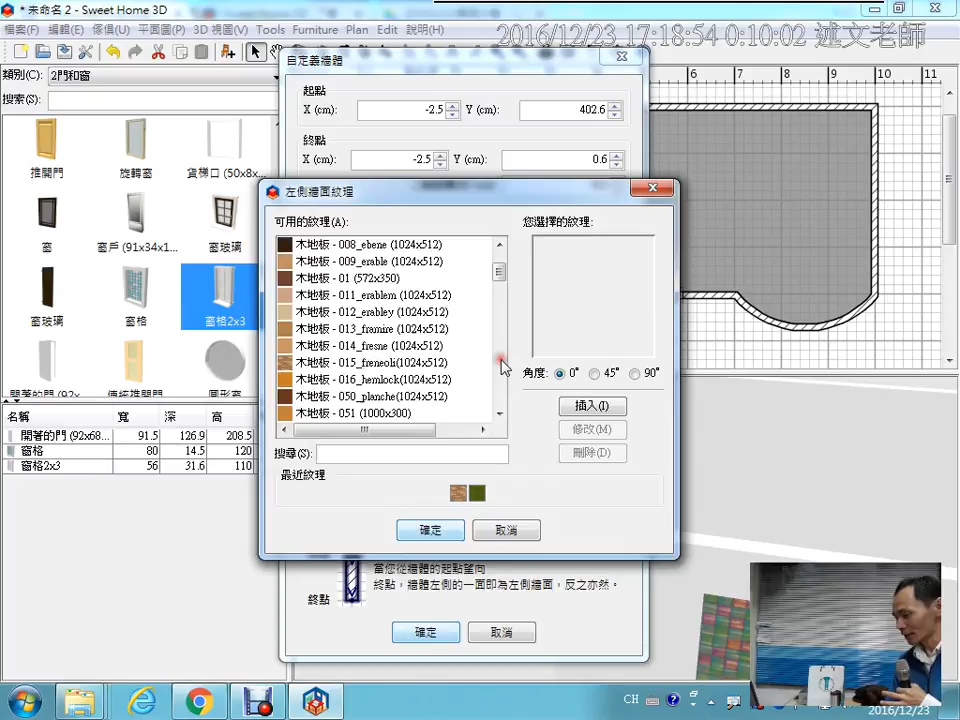 * 未命名 2 - Sweet Home 3D
檔案(F) 編輯(E) 傢俱(U) 平面圖(P) 3D 視圖(V) Tools Furniture Plan Edit 說明(H)
2016/12/23 17:18:54 0:10:02 述文老師
類別(C): 2門和窗
搜索(S):
推開門 旋轉窗 貨梯口 (50x8...
窗 窗戶 (91x34x1... 窗玻璃
窗玻璃 窗格 窗格2x3
開著的門 (92x... 傳統推開門 圓形窗
名稱 寬 深 高
開著的門 (92x68... 91.5 126.9 208.5
窗格 80 14.5 120
窗格2x3 56 31.6 110
6 7 8 9 10 11
自定義牆體
起點
X (cm): -2.5 Y (cm): 402.6
終點
X (cm): -2.5 Y (cm): 0.6
左側牆面紋理
可用的紋理(A):
木地板 - 008_ebene (1024x512)
木地板 - 009_erable (1024x512)
木地板 - 01 (572x350)
木地板 - 011_erablem (1024x512)
木地板 - 012_erabley (1024x512)
木地板 - 013_framire (1024x512)
木地板 - 014_fresne (1024x512)
木地板 - 015_freneoli(1024x512)
木地板 - 016_hemlock(1024x512)
木地板 - 050_planche(1024x512)
木地板 - 051 (1000x300)
搜尋(S):
最近紋理
您選擇的紋理:
角度: 0° 45° 90°
插入(I)
修改(M)
刪除(D)
確定 取消
當您從牆體的起點望向
終點，牆體左側的一面即為左側牆面，反之亦然。
終點
確定 取消
CH
2016/12/23